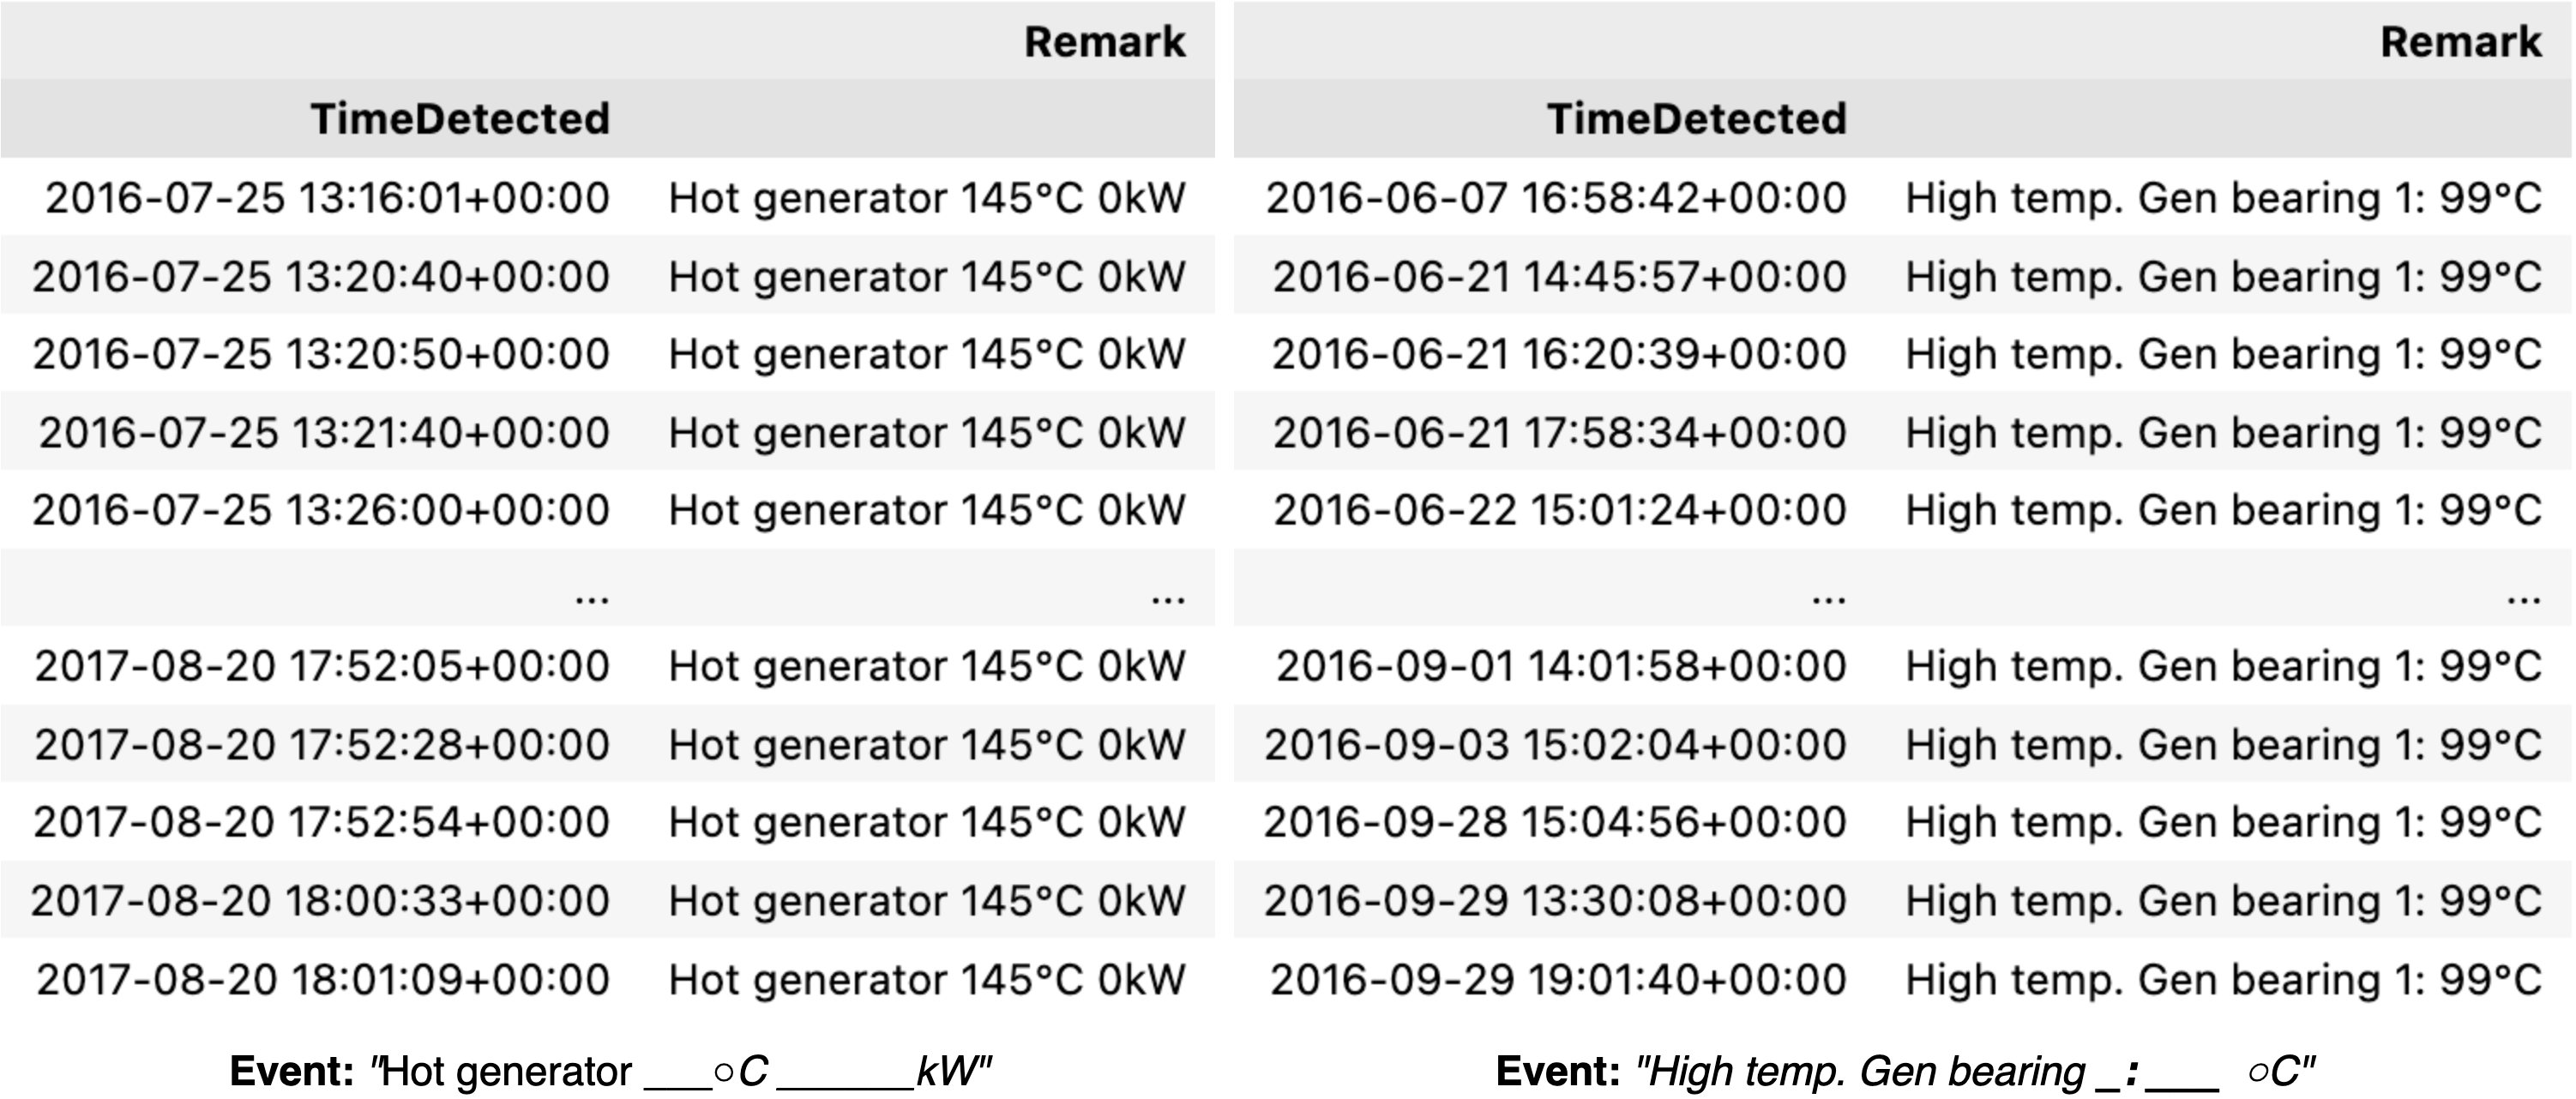 Remark
TimeDetected
2016-07-25 13:16:01+00:00 Hot generator 145°C 0kW
2016-07-25 13:20:40+00:00 Hot generator 145°C 0kW
2016-07-25 13:20:50+00:00 Hot generator 145°C 0kW
2016-07-25 13:21:40+00:00 Hot generator 145°C 0kW
2016-07-25 13:26:00+00:00 Hot generator 145°C 0kW
... ...
2017-08-20 17:52:05+00:00 Hot generator 145°C 0kW
2017-08-20 17:52:28+00:00 Hot generator 145°C 0kW
2017-08-20 17:52:54+00:00 Hot generator 145°C 0kW
2017-08-20 18:00:33+00:00 Hot generator 145°C 0kW
2017-08-20 18:01:09+00:00 Hot generator 145°C 0kW
Event: "Hot generator ___○C ______kW"
Remark
TimeDetected
2016-06-07 16:58:42+00:00 High temp. Gen bearing 1: 99°C
2016-06-21 14:45:57+00:00 High temp. Gen bearing 1: 99°C
2016-06-21 16:20:39+00:00 High temp. Gen bearing 1: 99°C
2016-06-21 17:58:34+00:00 High temp. Gen bearing 1: 99°C
2016-06-22 15:01:24+00:00 High temp. Gen bearing 1: 99°C
... ...
2016-09-01 14:01:58+00:00 High temp. Gen bearing 1: 99°C
2016-09-03 15:02:04+00:00 High temp. Gen bearing 1: 99°C
2016-09-28 15:04:56+00:00 High temp. Gen bearing 1: 99°C
2016-09-29 13:30:08+00:00 High temp. Gen bearing 1: 99°C
2016-09-29 19:01:40+00:00 High temp. Gen bearing 1: 99°C
Event: "High temp. Gen bearing _:___ ○C"